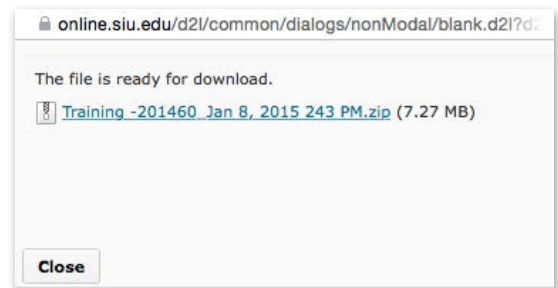 online.siu.edu/d2l/common/dialogs/nonModal/blank.d2l?d2
The file is ready for download.
Training -201460_Jan 8, 2015 243 PM.zip (7.27 MB)
Close